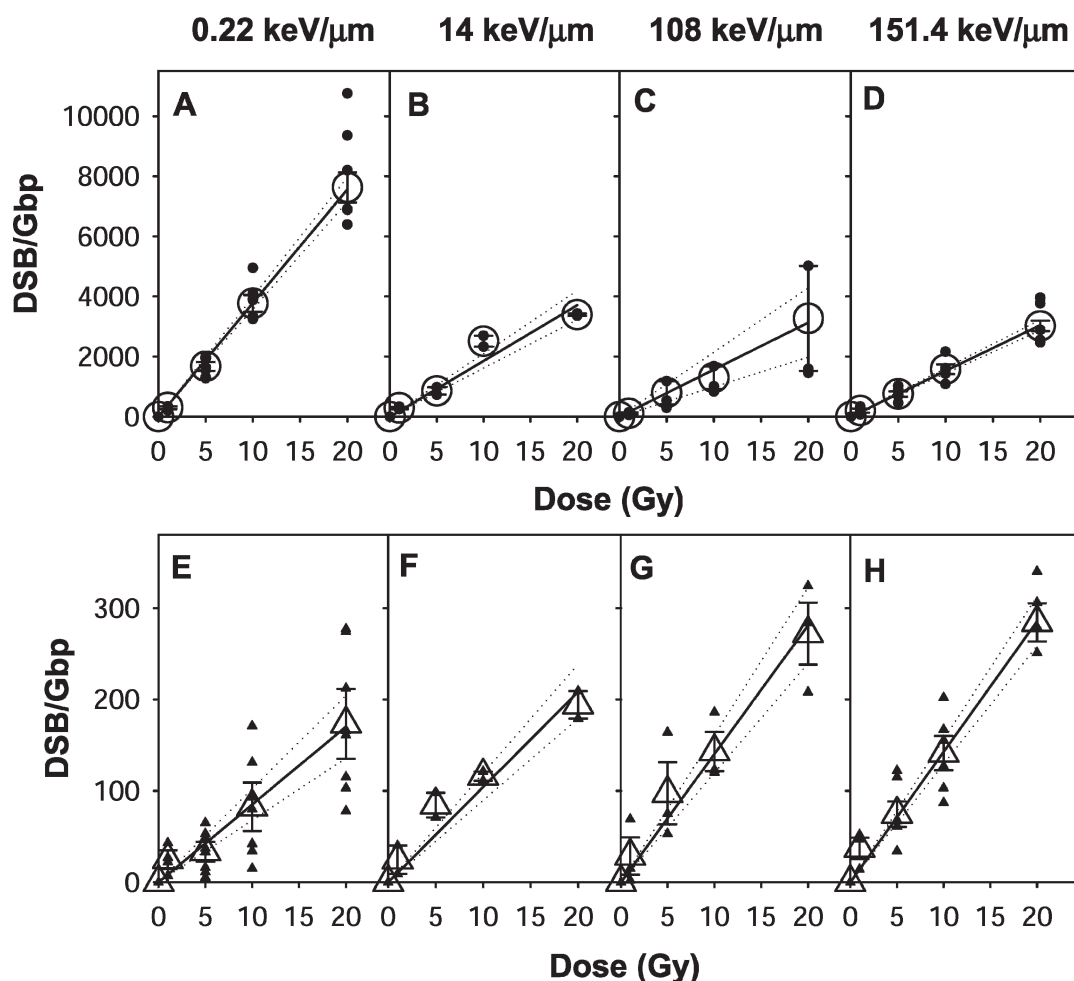 0.22 keV/μm 14 keV/μm 108 keV/μm 151.4 keV/μm
A B C D
DSB/Gbp
10000
8000
6000
4000
2000
0
0 5 10 15 20 0 5 10 15 20 0 5 10 15 20 0 5 10 15 20
Dose (Gy)
E F G H
DSB/Gbp
300
200
100
0
0 5 10 15 20 0 5 10 15 20 0 5 10 15 20 0 5 10 15 20
Dose (Gy)